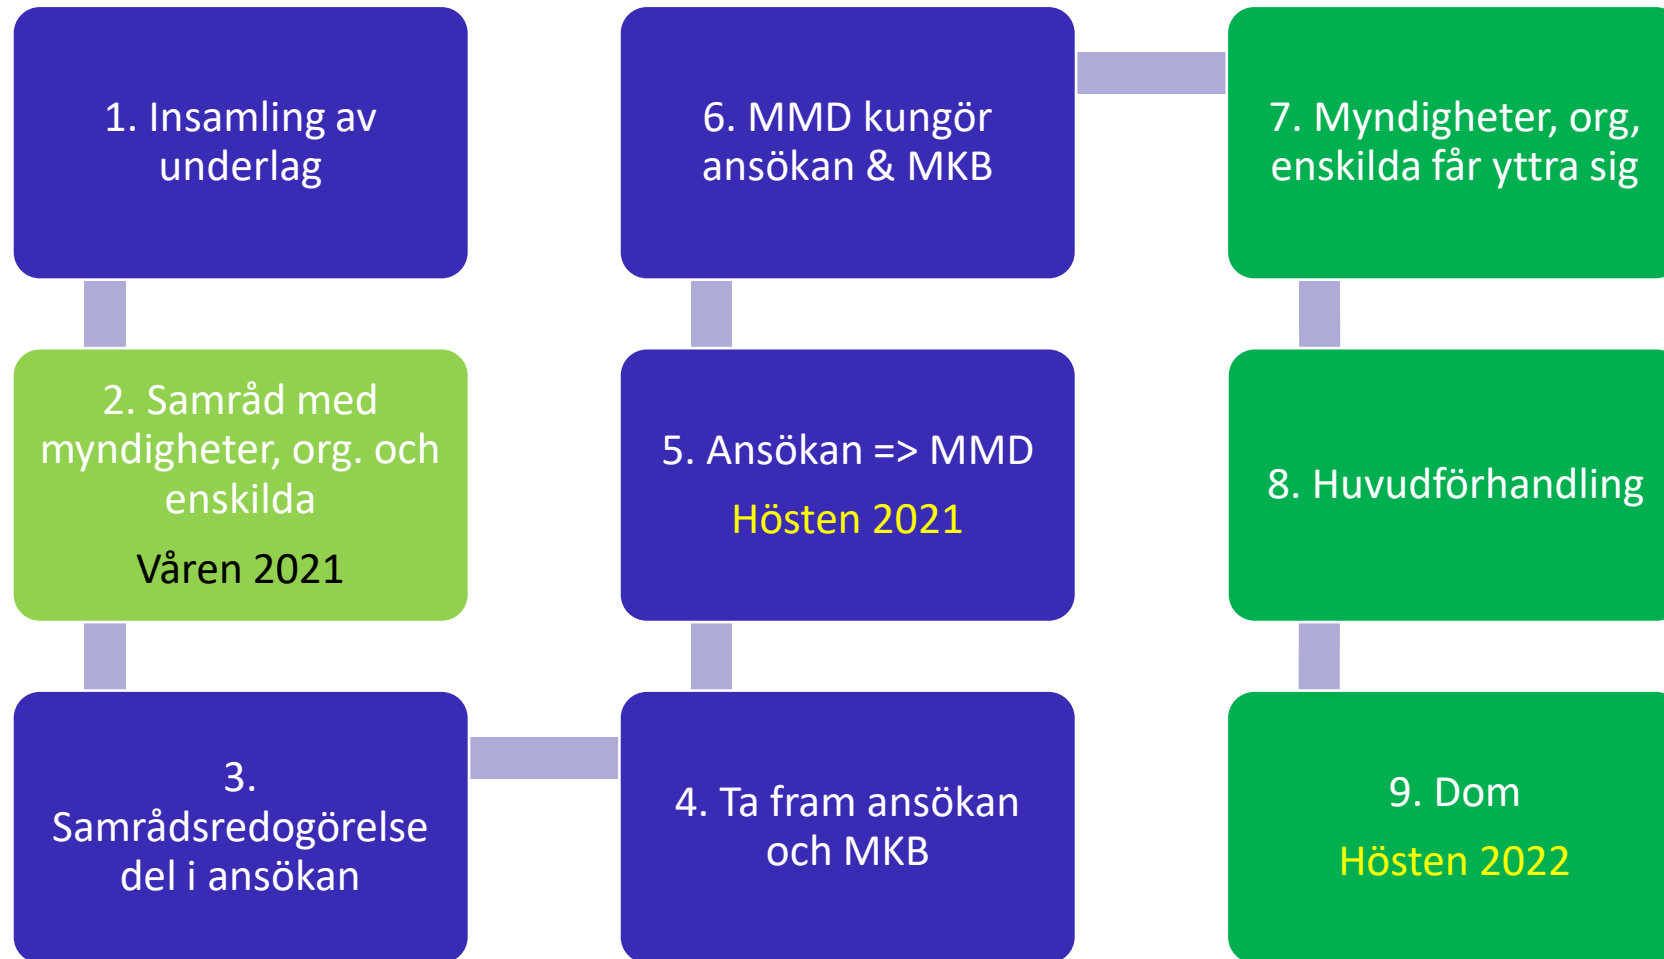 1. Insamling av
underlag
2. Samråd med
myndigheter, org. och
enskilda
Våren 2021
3.
Samrådsredogörelse
del i ansökan
4. Ta fram ansökan
och MKB
5. Ansökan => MMD
Hösten 2021
6. MMD kungör
ansökan & MKB
7. Myndigheter, org,
enskilda får yttra sig
8. Huvudförhandling
9. Dom
Hösten 2022